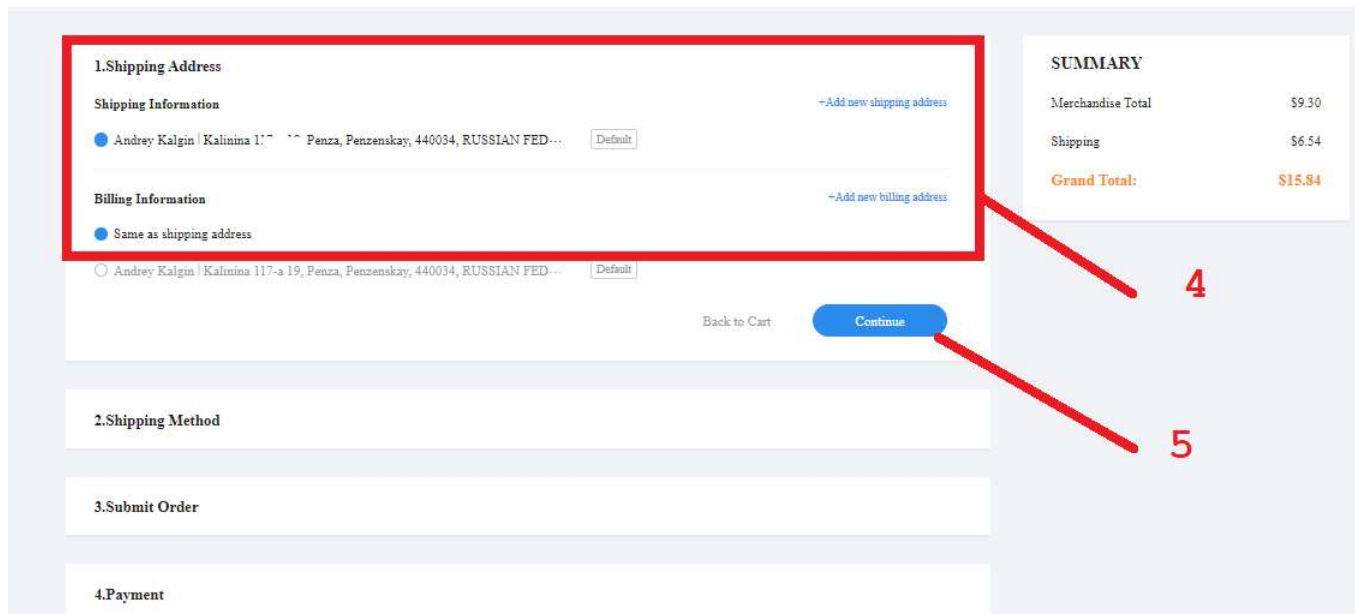 1.Shipping Address
Shipping Information
+Add new shipping address
Andrey Kalgin | Kalinina Penza, Penzenskay, 440034, RUSSIAN FED···
Default
Billing Information
+Add new billing address
Same as shipping address
Andrey Kalgin | Kalinina 117-a 19, Penza, Penzenskay, 440034, RUSSIAN FED···
Default
Back to Cart
Continue
2.Shipping Method
3.Submit Order
4.Payment
SUMMARY
Merchandise Total $9.30
Shipping $6.54
Grand Total: $15.84
4
5